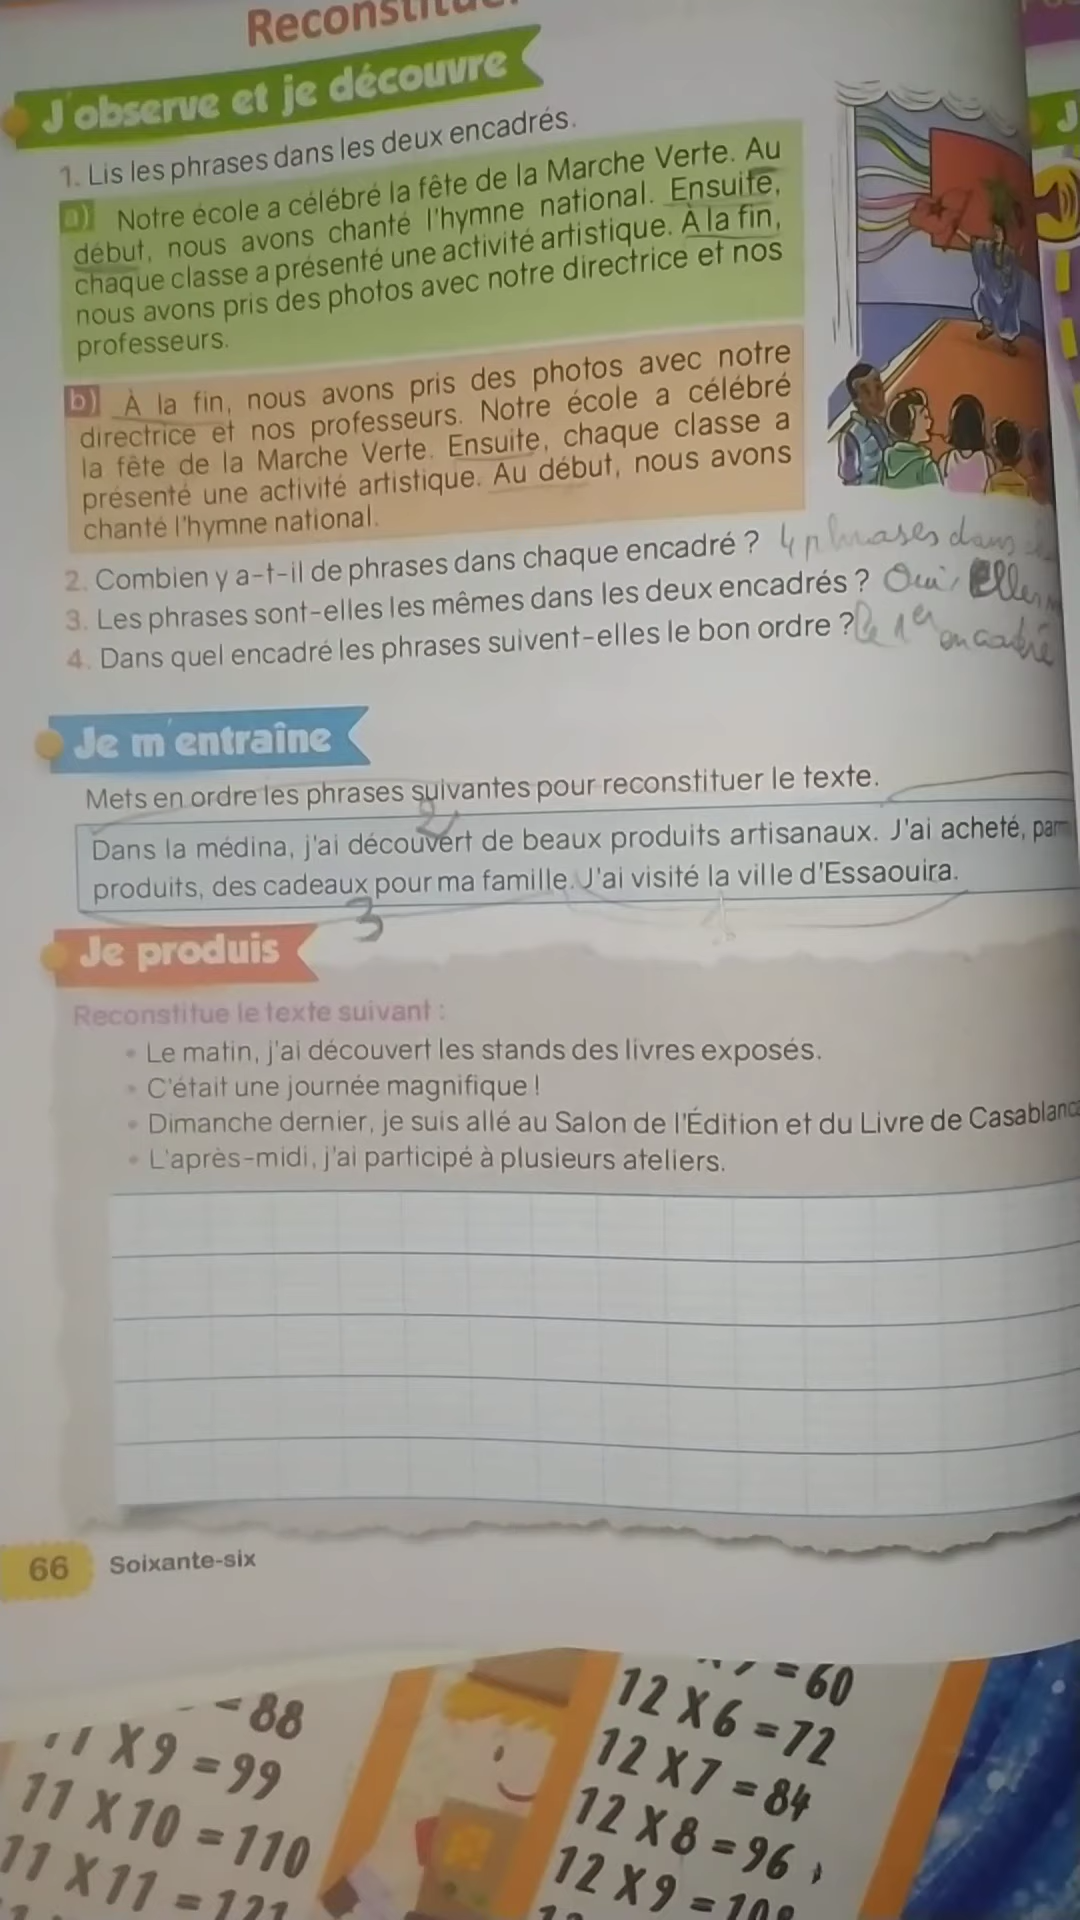 J'observe et je découvre
1. Lis les phrases dans les deux encadrés.
a) Notre école a célébré la fête de la Marche Verte. Au
début, nous avons chanté l'hymne national. Ensuite,
chaque classe a présenté une activité artistique. À la fin,
nous avons pris des photos avec notre directrice et nos
professeurs.
b) À la fin, nous avons pris des photos avec notre
directrice et nos professeurs. Notre école a célébré
la fête de la Marche Verte. Ensuite, chaque classe a
présenté une activité artistique. Au début, nous avons
chanté l'hymne national.
2. Combien y a-t-il de phrases dans chaque encadré ? 4 phrases dans
3. Les phrases sont-elles les mêmes dans les deux encadrés ? Oui, Elles
4. Dans quel encadré les phrases suivent-elles le bon ordre ? Le 1er
encadré
Je m'entraîne
Mets en ordre les phrases suivantes pour reconstituer le texte.
2
Dans la médina, j'ai découvert de beaux produits artisanaux. J'ai acheté,
produits, des cadeaux pour ma famille. J'ai visité la ville d'Essaouira.
3
Je produis
Reconstitue le texte suivant :
• Le matin, j'ai découvert les stands des livres exposés.
• C'était une journée magnifique !
• Dimanche dernier, je suis allé au Salon de l'Édition et du Livre de
• L'après-midi, j'ai participé à plusieurs ateliers.
66 Soixante-six
= 60
= 88
12 X 6 = 72
X 9 = 99
12 X 7 = 84
11 X 10 = 110
12 X 8 = 96
11 X 11 = 121
12 X 9 =